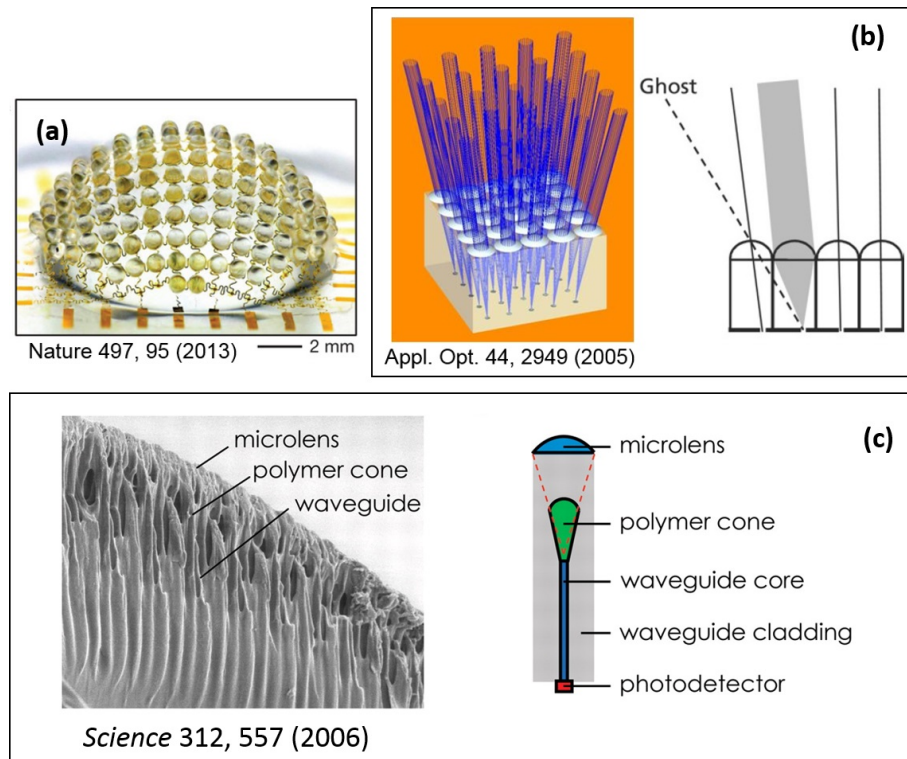 (a)
Nature 497, 95 (2013)
2 mm
(b)
Ghost
Appl. Opt. 44, 2949 (2005)
microlens
polymer cone
waveguide
Science 312, 557 (2006)
(c)
microlens
polymer cone
waveguide core
waveguide cladding
photodetector